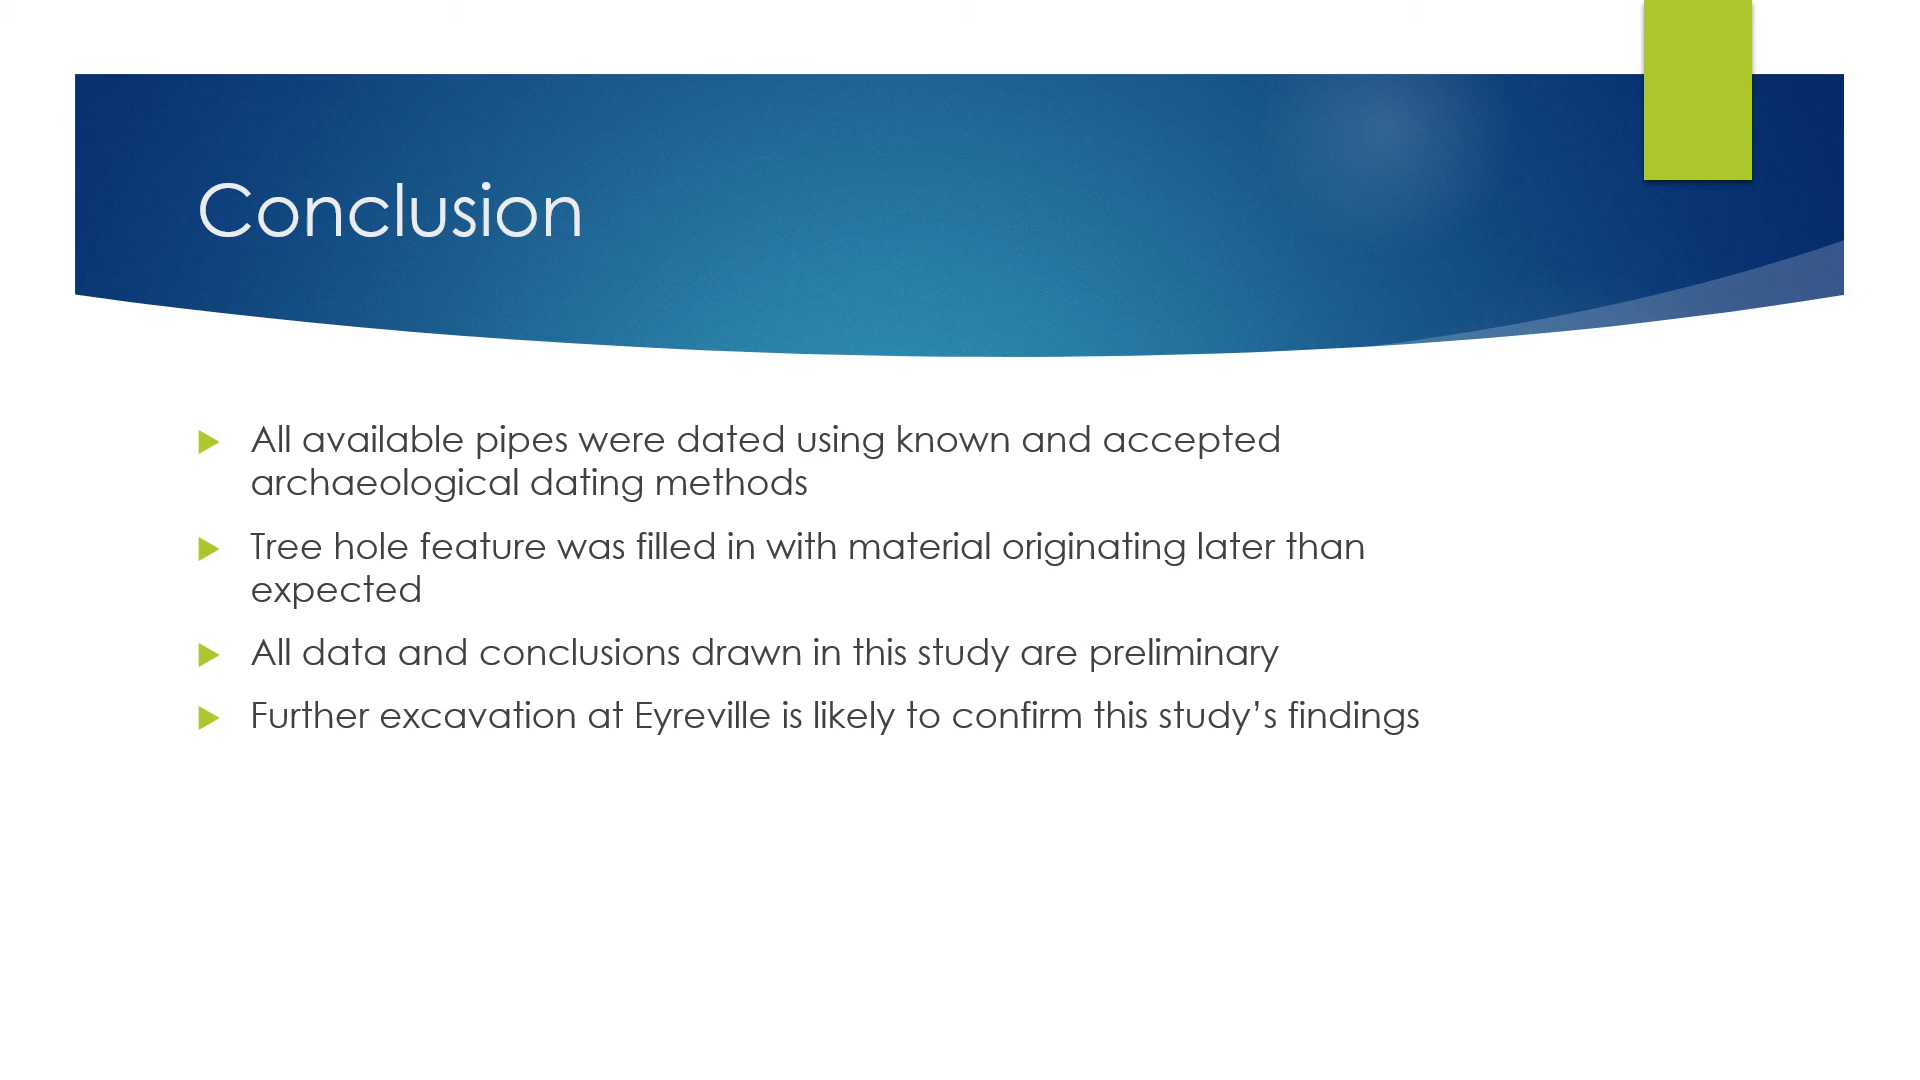 Conclusion
All available pipes were dated using known and accepted
archaeological dating methods
Tree hole feature was filled in with material originating later than
expected
All data and conclusions drawn in this study are preliminary
Further excavation at Eyreville is likely to confirm this study’s findings